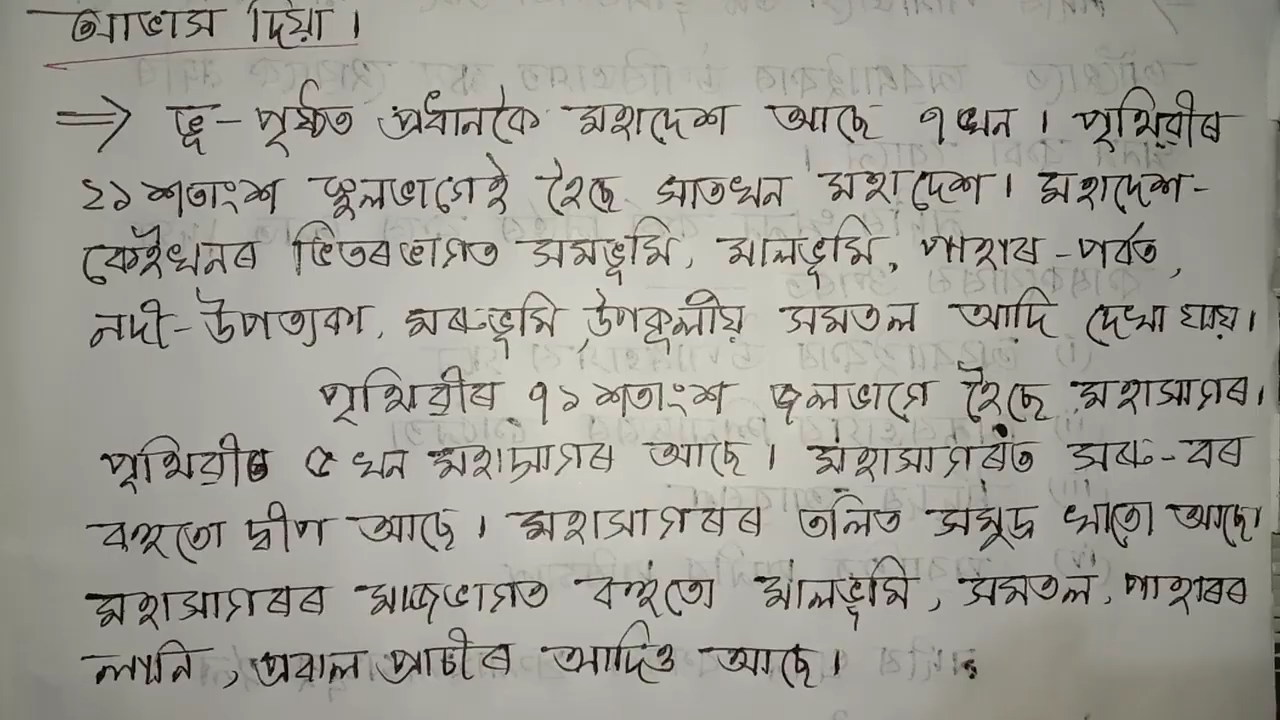 আভাস দিয়া।
=> ভূ-পৃষ্ঠত প্ৰধানকৈ মহাদেশ আছে ৭ খন। পৃথিৱীৰ
২১ শতাংশ স্থলভাগেই হৈছে সাতখন মহাদেশ। মহাদেশ-
কেইখনৰ ভিতৰভাগত সমভূমি, মালভূমি, পাহাৰ-পৰ্বত,
নদী-উপত্যকা, মৰুভূমি, উপকূলীয় সমতল আদি দেখা যায়।
পৃথিৱীৰ ৭১ শতাংশ জলভাগে হৈছে মহাসাগৰ।
পৃথিৱীৰ ৫ খন মহাসাগৰ আছে। মহাসাগৰত সৰু-বৰ
বহুতো দ্বীপ আছে। মহাসাগৰৰ তলিত সমুদ্ৰ খাতো আছে।
মহাসাগৰৰ মাজভাগত বহুতো মালভূমি, সমতল, পাহাৰৰ
লানি, প্ৰবাল প্ৰাচীৰ আদিও আছে।